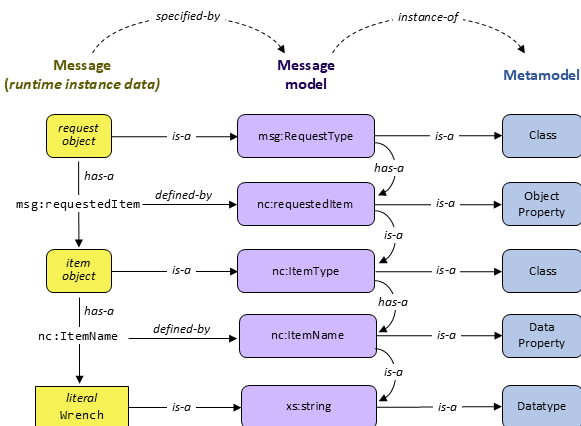 specified-by
instance-of
Message
(runtime instance data)
Message
model
Metamodel
request
object
is-a
msg:RequestType
is-a
Class
has-a
has-a
msg:requestedItem
defined-by
nc:requestedItem
is-a
Object
Property
is-a
item
object
is-a
nc:ItemType
is-a
Class
has-a
has-a
nc:ItemName
defined-by
nc:ItemName
is-a
Data
Property
is-a
literal
Wrench
is-a
xs:string
is-a
Datatype